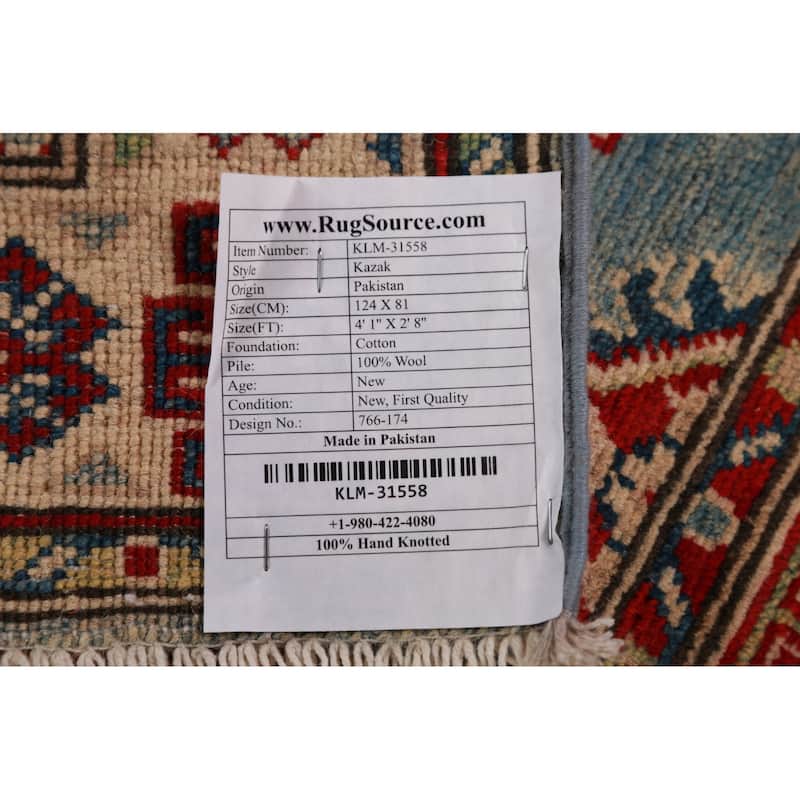 www.RugSource.com
Item Number: KLM-31558
Style Kazak
Origin Pakistan
Size(CM): 124 X 81
Size(FT): 4' 1" X 2' 8"
Foundation: Cotton
Pile: 100% Wool
Age: New
Condition: New, First Quality
Design No.: 766-174
Made in Pakistan
KLM-31558
+1-980-422-4080
100% Hand Knotted